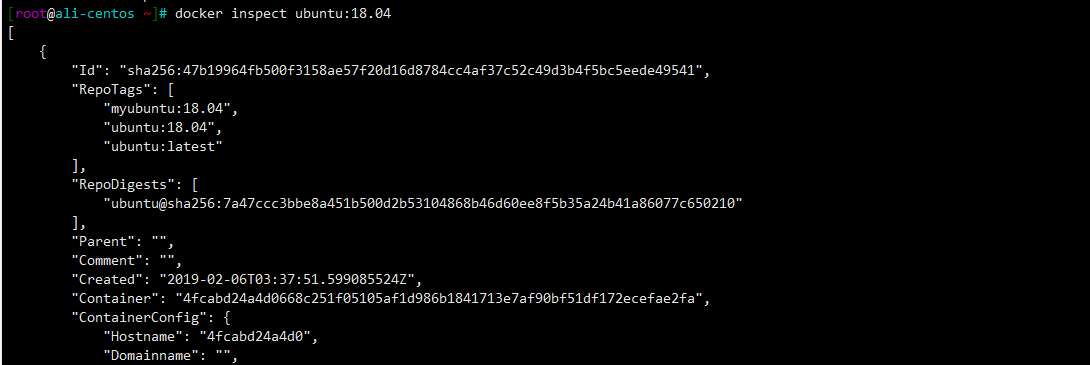 [root@ali-centos ~]# docker inspect ubuntu:18.04
[
    {
        "Id": "sha256:47b19964fb500f3158ae57f20d16d8784cc4af37c52c49d3b4f5bc5eede49541",
        "RepoTags": [
            "myubuntu:18.04",
            "ubuntu:18.04",
            "ubuntu:latest"
        ],
        "RepoDigests": [
            "ubuntu@sha256:7a47ccc3bbe8a451b500d2b53104868b46d60ee8f5b35a24b41a86077c650210"
        ],
        "Parent": "",
        "Comment": "",
        "Created": "2019-02-06T03:37:51.599085524Z",
        "Container": "4fcabd24a4d0668c251f05105af1d986b1841713e7af90bf51df172ecefae2fa",
        "ContainerConfig": {
            "Hostname": "4fcabd24a4d0",
            "Domainname": "",